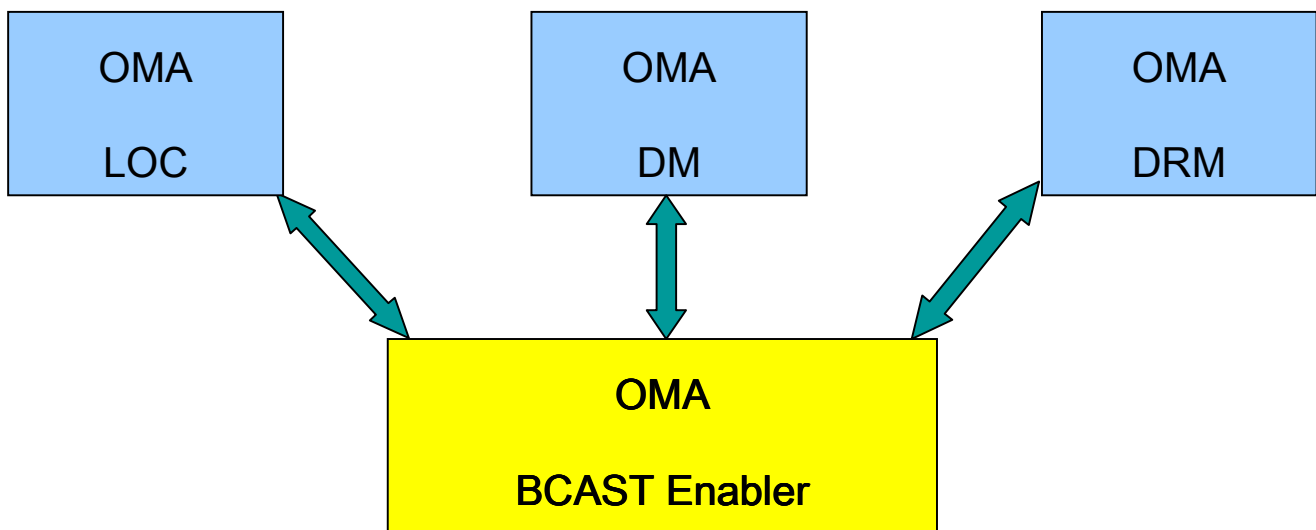 OMA
LOC
OMA
DM
OMA
DRM
OMA
BCAST Enabler